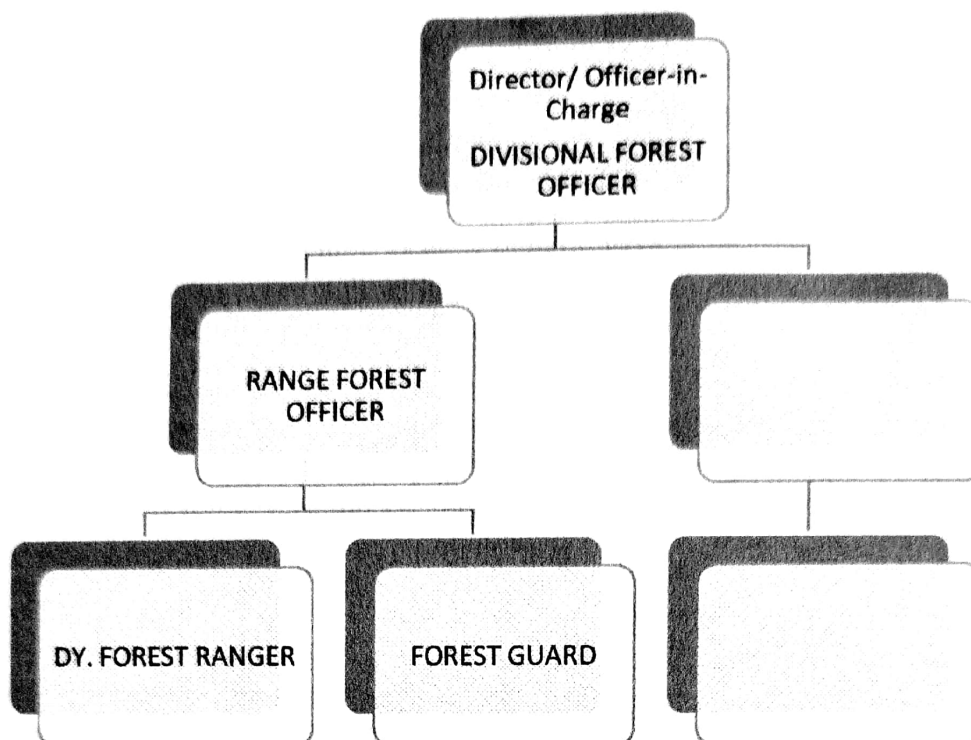 Director/ Officer-in-
Charge
DIVISIONAL FOREST
OFFICER
RANGE FOREST
OFFICER
DY. FOREST RANGER
FOREST GUARD